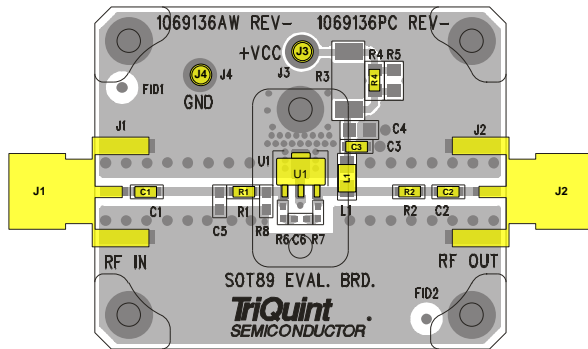 1069136AW REV- 1069136PC REV-
+VCC J3 J3 R3 R4 R5
R4
J4 J4
GND
FID1
J1 J2
C4
C3 C3
U1 U1
L1
J1 C1 R1 R2 C2 J2
C1 C5 R1 R8 L1 R2 C2
R6 C6 R7
RF IN RF OUT
SOT89 EVAL. BRD.
FID2
TriQuint
SEMICONDUCTOR